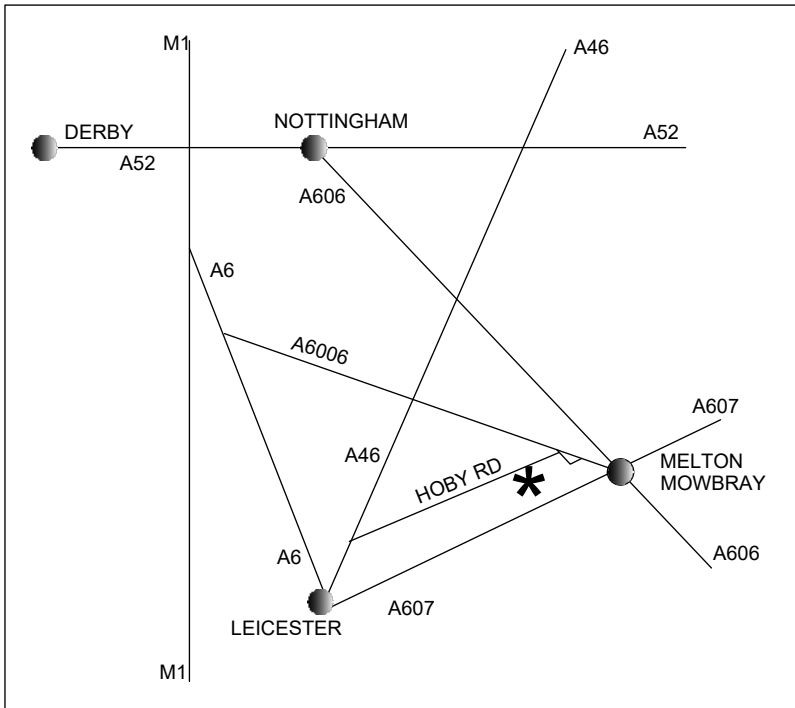 M1
A46
DERBY
NOTTINGHAM
A52
A52
A606
A6
A6006
A607
A46
HOBY RD
*
MELTON
MOWBRAY
A6
A606
A607
LEICESTER
M1